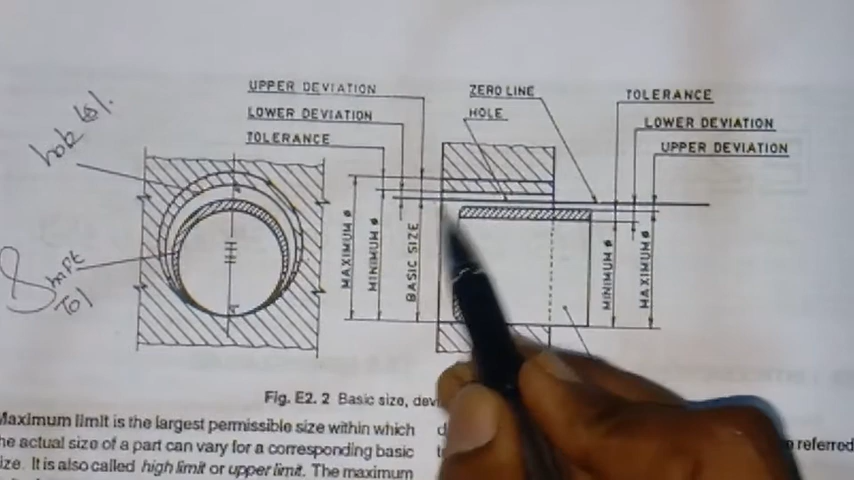 UPPER DEVIATION
LOWER DEVIATION
TOLERANCE
ZERO LINE
HOLE
TOLERANCE
LOWER DEVIATION
UPPER DEVIATION
hole tol.
Shaft
Tol
MAXIMUM ø
MINIMUM ø
BASIC SIZE
MINIMUM ø
MAXIMUM ø
Fig. E2. 2 Basic size, dev
Maximum limit is the largest permissible size within which
he actual size of a part can vary for a corresponding basic
ize. It is also called high limit or upper limit. The maximum
referred